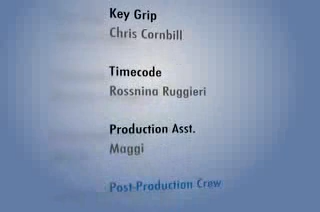 Key Grip
Chris Cornbill
Timecode
Rossnina Ruggieri
Production Asst.
Maggi
Post-Production Crew